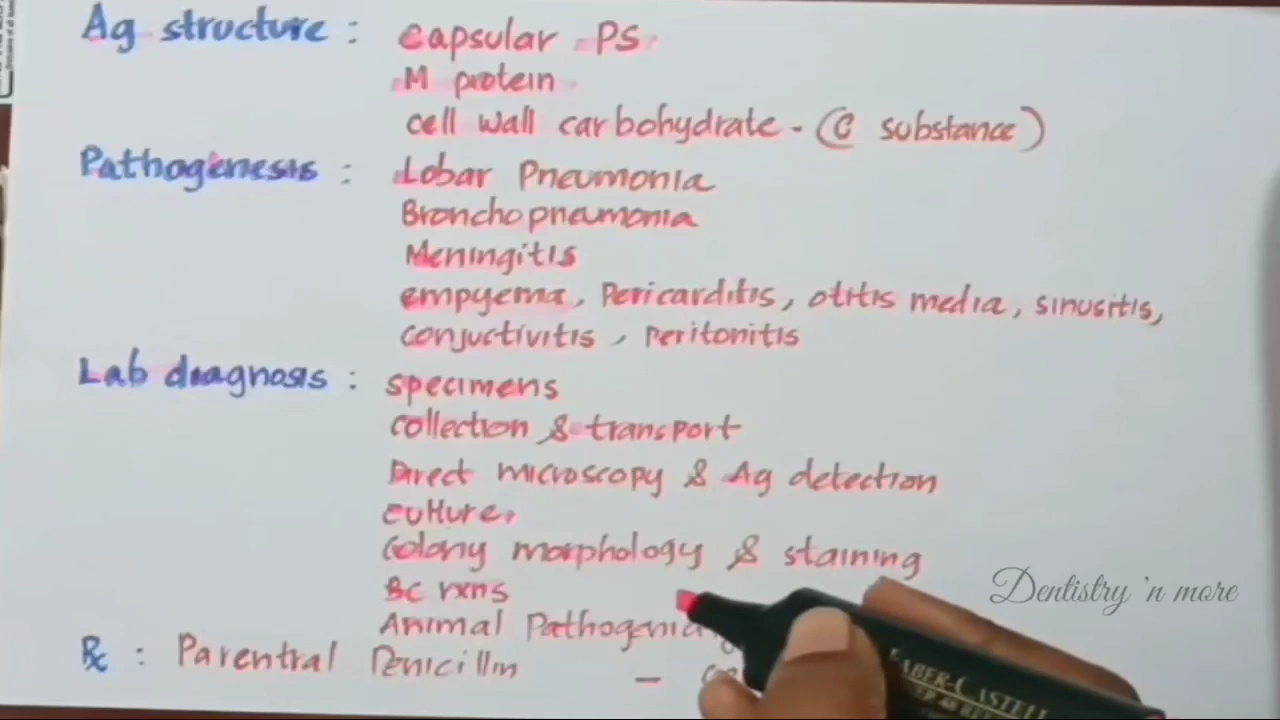 Ag structure : capsular PS
M protein
cell wall carbohydrate - (C substance)
Pathogenesis : Lobar Pneumonia
Bronchopneumonia
Meningitis
empyema, Pericarditis, otitis media, sinusitis,
conjuctivitis, Peritonitis
Lab diagnosis : specimens
collection & transport
Direct microscopy & Ag detection
culture,
Colony morphology & staining
BC rxns
Animal
Rx : Parentral Penicillin -
Dentistry 'n more
FABER-CASTELL